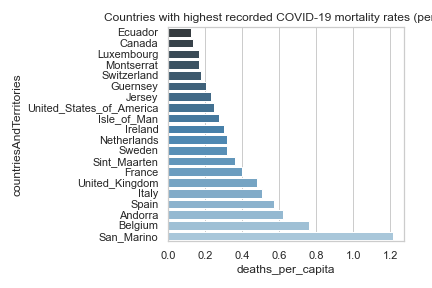 Countries with highest recorded COVID-19 mortality rates (per
Ecuador
Canada
Luxembourg
Montserrat
Switzerland
Guernsey
Jersey
United_States_of_America
Isle_of_Man
Ireland
Netherlands
Sweden
Sint_Maarten
France
United_Kingdom
Italy
Spain
Andorra
Belgium
San_Marino
countriesAndTerritories
0.0 0.2 0.4 0.6 0.8 1.0 1.2
deaths_per_capita